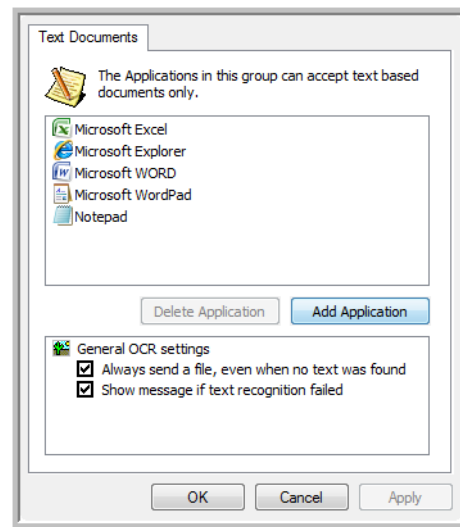 Text Documents
The Applications in this group can accept text based
documents only.
Microsoft Excel
Microsoft Explorer
Microsoft WORD
Microsoft WordPad
Notepad
Delete Application
Add Application
General OCR settings
Always send a file, even when no text was found
Show message if text recognition failed
OK
Cancel
Apply